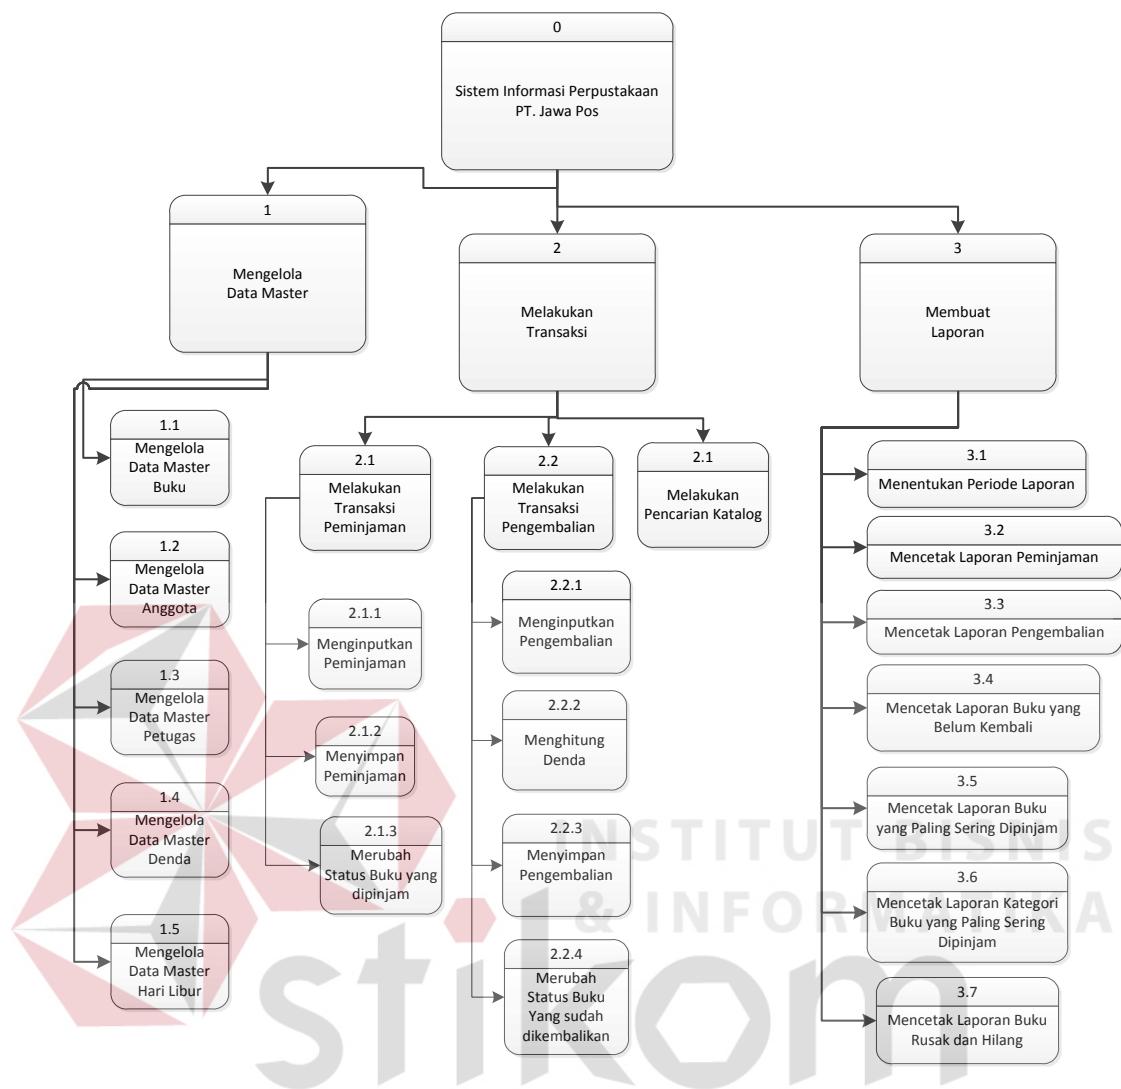 0
Sistem Informasi Perpustakaan
PT. Jawa Pos
1
Mengelola
Data Master
2
Melakukan
Transaksi
3
Membuat
Laporan
1.1
Mengelola
Data Master
Buku
1.2
Mengelola
Data Master
Anggota
1.3
Mengelola
Data Master
Petugas
1.4
Mengelola
Data Master
Denda
1.5
Mengelola
Data Master
Hari Libur
2.1
Melakukan
Transaksi
Peminjaman
2.1.1
Menginputkan
Peminjaman
2.1.2
Menyimpan
Peminjaman
2.1.3
Merubah
Status Buku yang
dipinjam
2.2
Melakukan
Transaksi
Pengembalian
2.2.1
Menginputkan
Pengembalian
2.2.2
Menghitung
Denda
2.2.3
Menyimpan
Pengembalian
2.2.4
Merubah
Status Buku
Yang sudah
dikembalikan
2.1
Melakukan
Pencarian Katalog
3.1
Menentukan Periode Laporan
3.2
Mencetak Laporan Peminjaman
3.3
Mencetak Laporan Pengembalian
3.4
Mencetak Laporan Buku yang
Belum Kembali
3.5
Mencetak Laporan Buku
yang Paling Sering Dipinjam
3.6
Mencetak Laporan Kategori
Buku yang Paling Sering
Dipinjam
3.7
Mencetak Laporan Buku
Rusak dan Hilang
INSTITUT BISNIS
& INFORMATIKA
stikom